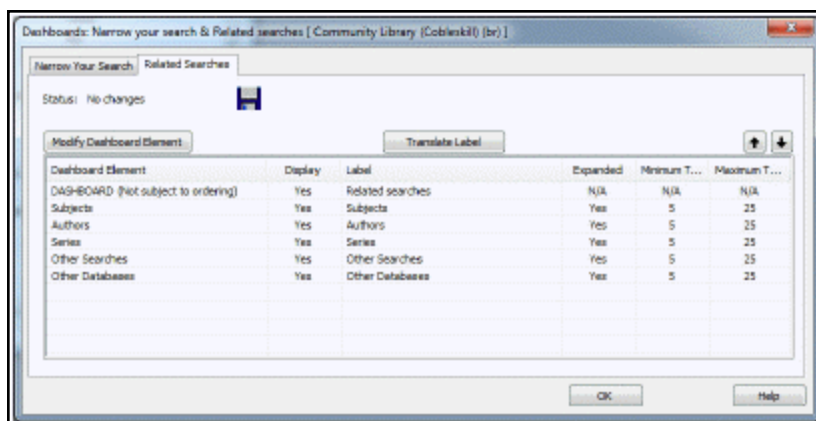 Dashboards: Narrow your search & Related searches [ Community Library (Cobleskill) (br) ]
Narrow Your Search Related Searches
Status: No changes
Modify Dashboard Element Translate Label
Dashboard Element Display Label Expanded Minimum T... Maximum T...
DASHBOARD (Not subject to ordering) Yes Related searches N/A N/A N/A
Subjects Yes Subjects Yes 5 25
Authors Yes Authors Yes 5 25
Series Yes Series Yes 5 25
Other Searches Yes Other Searches Yes 5 25
Other Databases Yes Other Databases Yes 5 25
OK Help